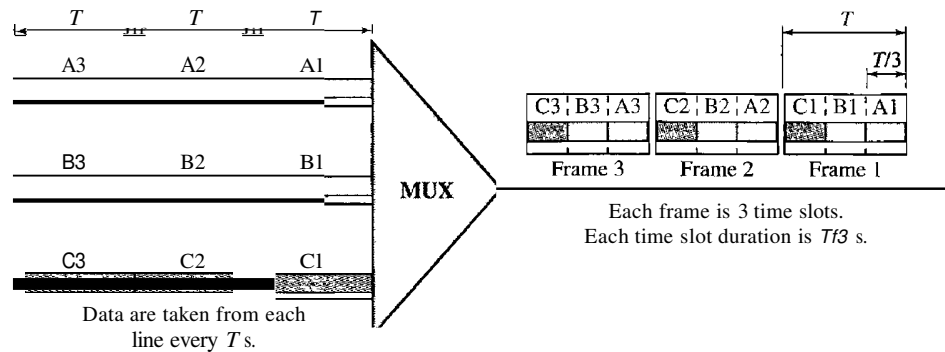 T T T
A3 A2 A1
B3 B2 B1
C3 C2 C1
Data are taken from each
line every T s.
MUX
T
T/3
C3 B3 A3 C2 B2 A2 C1 B1 A1
Frame 3 Frame 2 Frame 1
Each frame is 3 time slots.
Each time slot duration is Tf3 s.